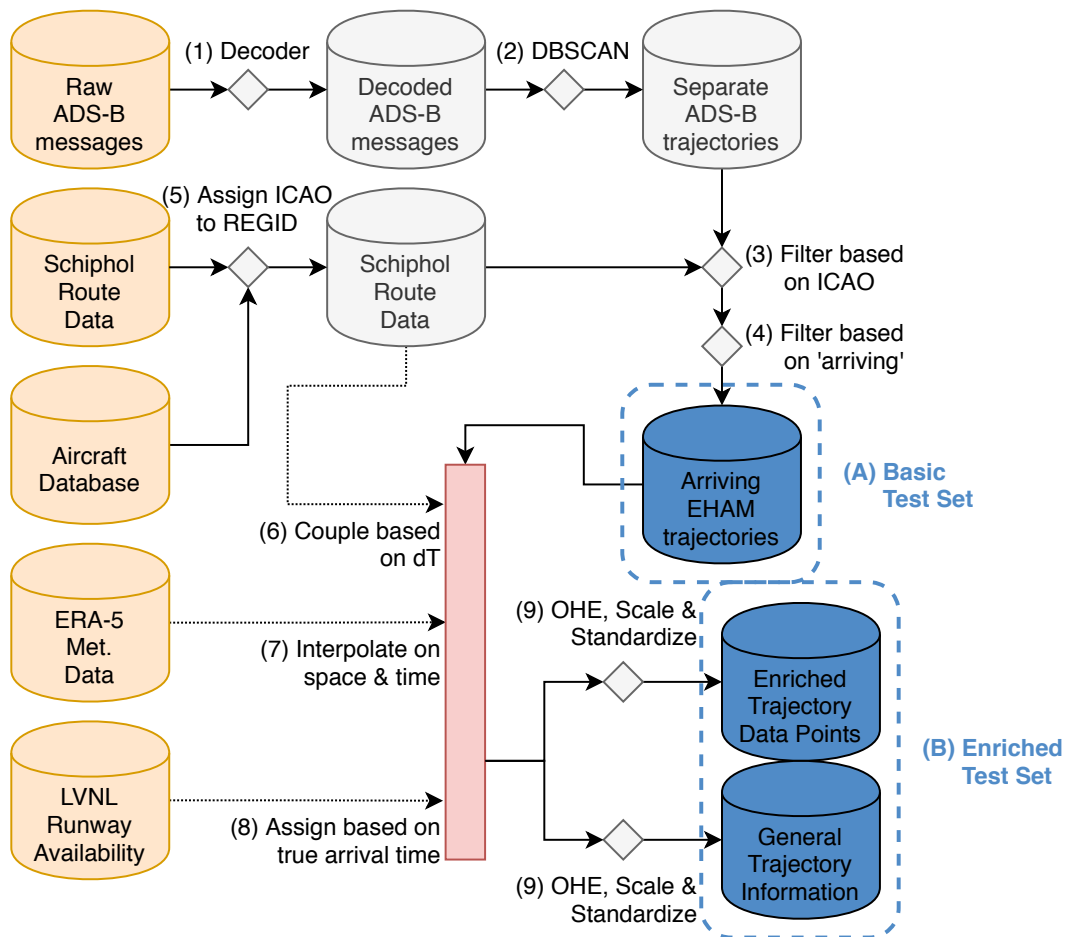 (1) Decoder
(2) DBSCAN
Raw
ADS-B
messages
Decoded
ADS-B
messages
Separate
ADS-B
trajectories
(5) Assign ICAO
to REGID
Schiphol
Route
Data
Schiphol
Route
Data
(3) Filter based
on ICAO
(4) Filter based
on 'arriving'
Aircraft
Database
Arriving
EHAM
trajectories
(A) Basic
Test Set
(6) Couple based
on dT
ERA-5
Met.
Data
(7) Interpolate on
space & time
(9) OHE, Scale &
Standardize
Enriched
Trajectory
Data Points
(B) Enriched
Test Set
LVNL
Runway
Availability
(8) Assign based on
true arrival time
General
Trajectory
Information
(9) OHE, Scale &
Standardize